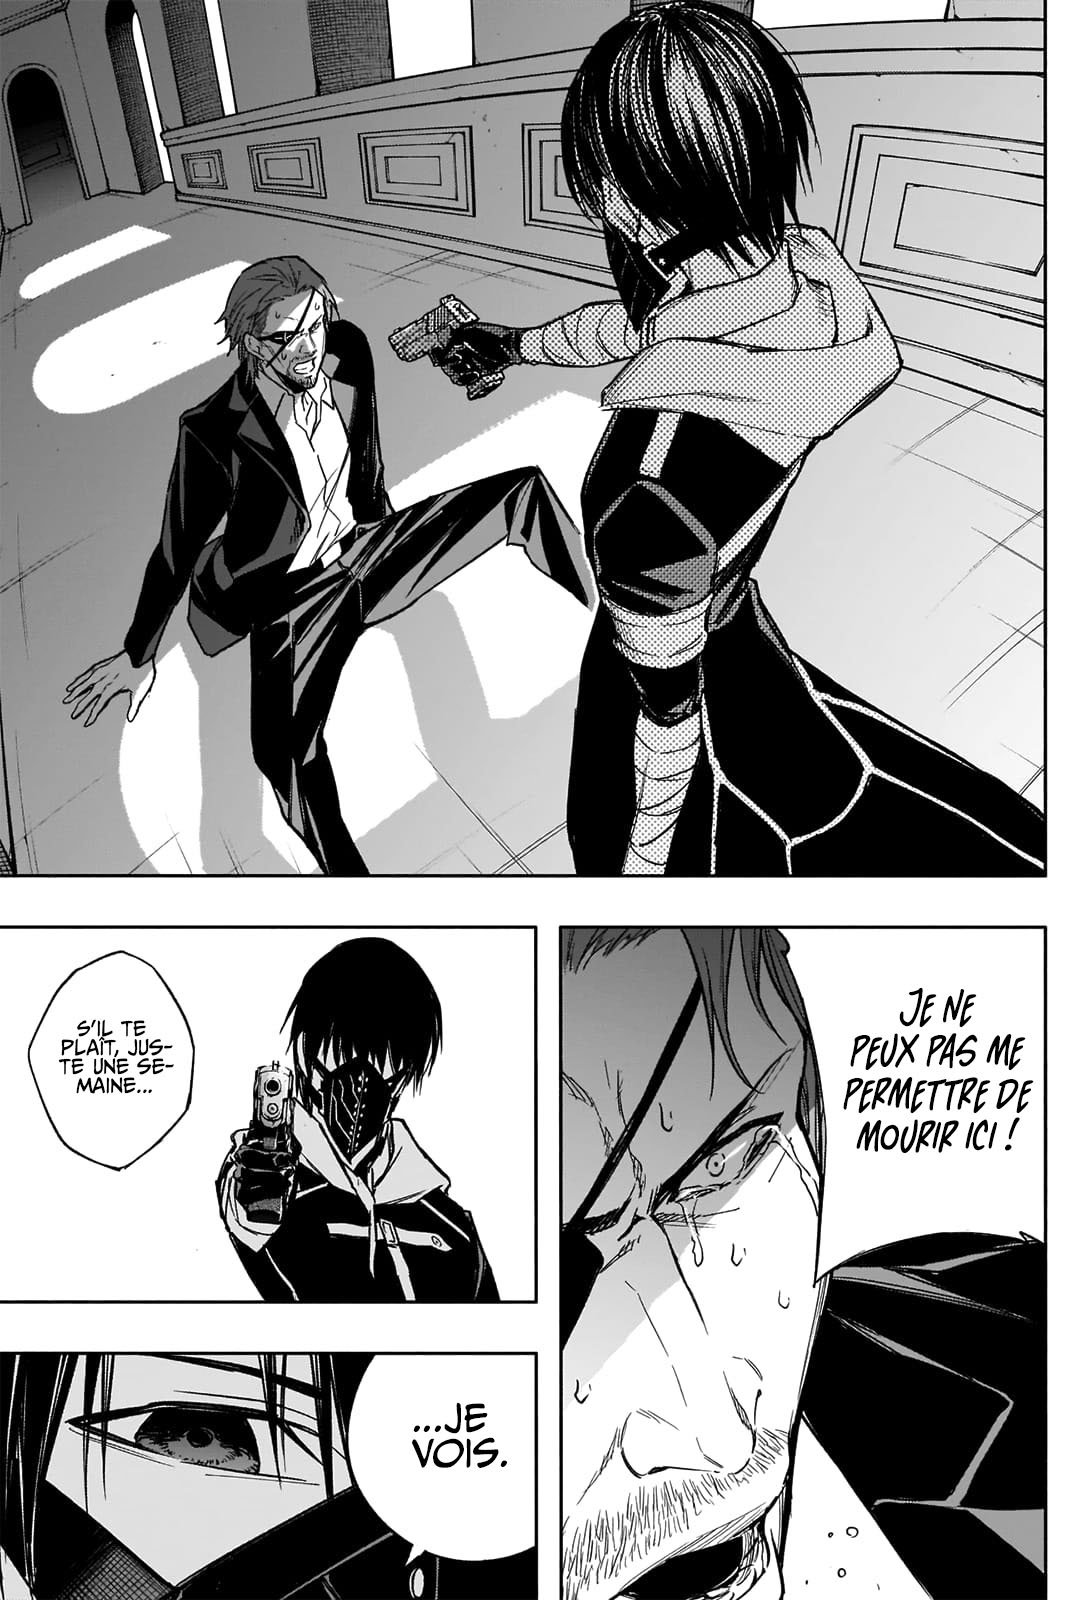 JE NE
PEUX PAS ME
PERMETTRE DE
MOURIR ICI !
S'IL TE
PLAÎT, JUS-
TE UNE SE-
MAINE...
...JE
VOIS.